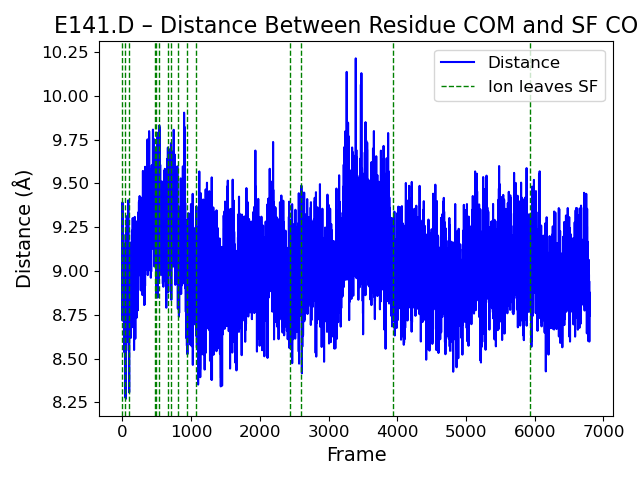 E141.D – Distance Between Residue COM and SF CO
10.25
10.00
9.75
9.50
9.25
9.00
8.75
8.50
8.25
Distance (Å)
Distance
Ion leaves SF
0 1000 2000 3000 4000 5000 6000 7000
Frame